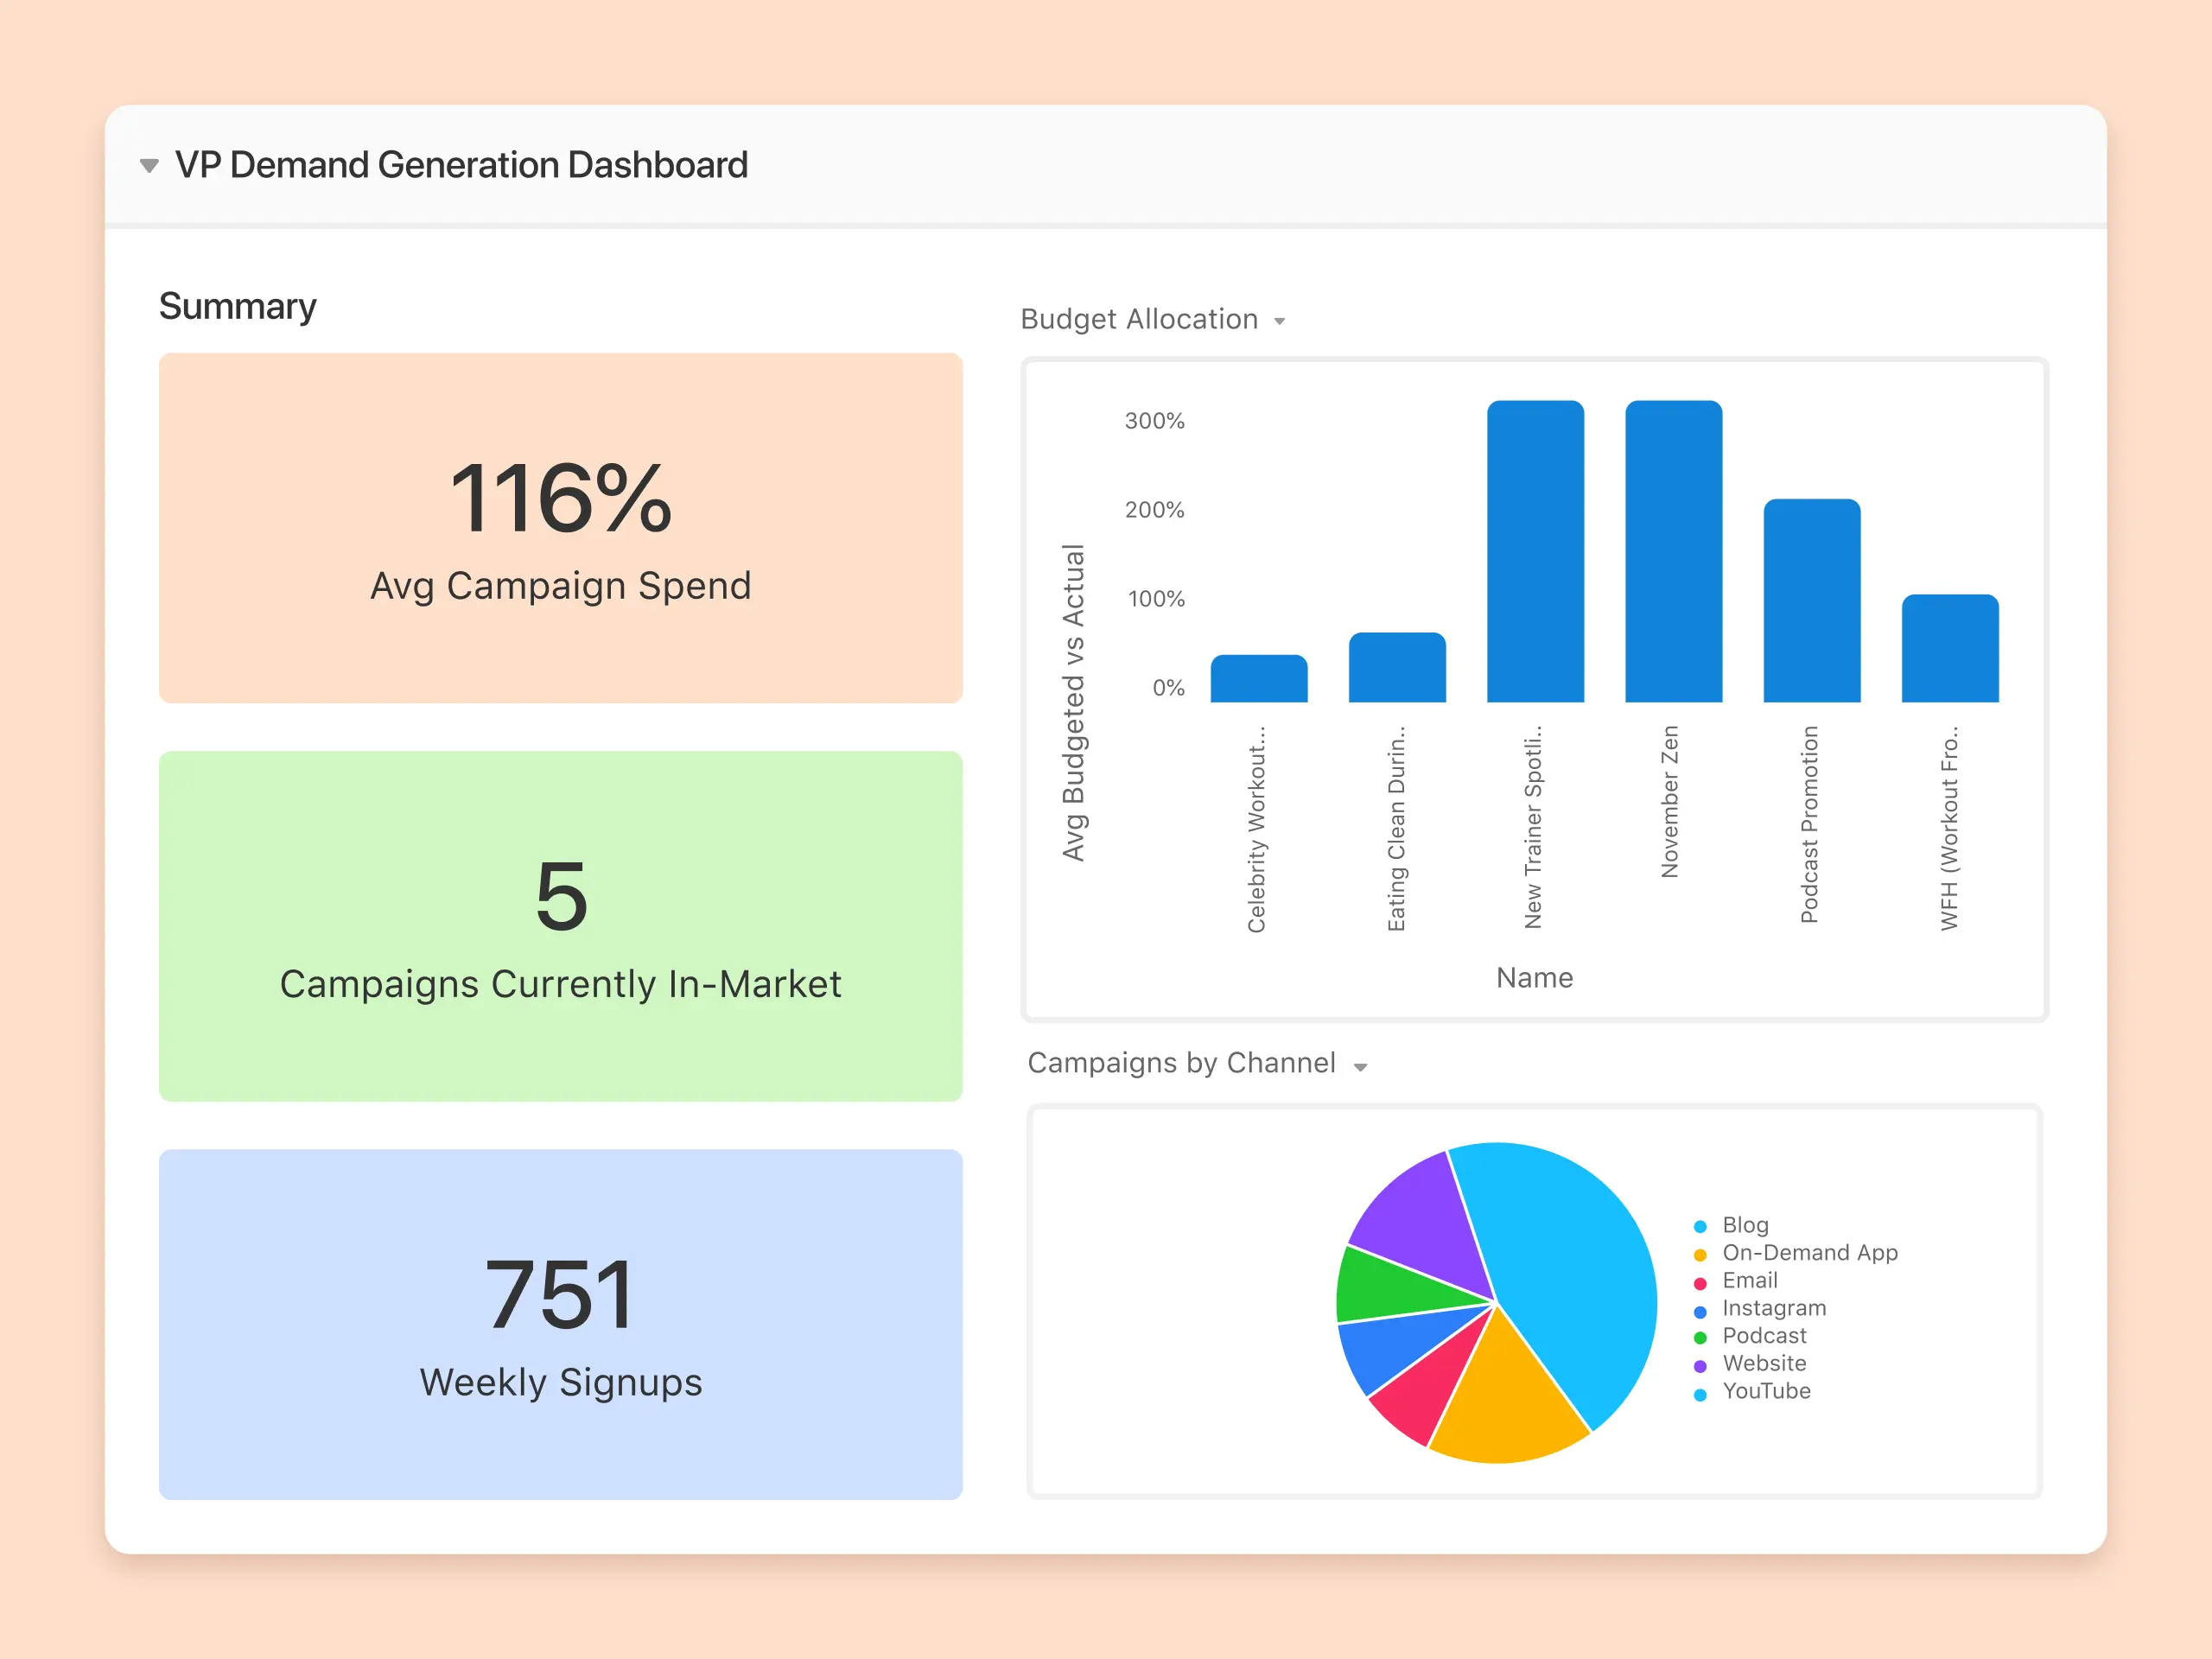 VP Demand Generation Dashboard
Summary
116%
Avg Campaign Spend
5
Campaigns Currently In-Market
751
Weekly Signups
Budget Allocation
Avg Budgeted vs Actual
300%
200%
100%
0%
Celebrity Workout...
Eating Clean Durin..
New Trainer Spotli..
November Zen
Podcast Promotion
WFH (Workout Fro..
Name
Campaigns by Channel
Blog
On-Demand App
Email
Instagram
Podcast
Website
YouTube